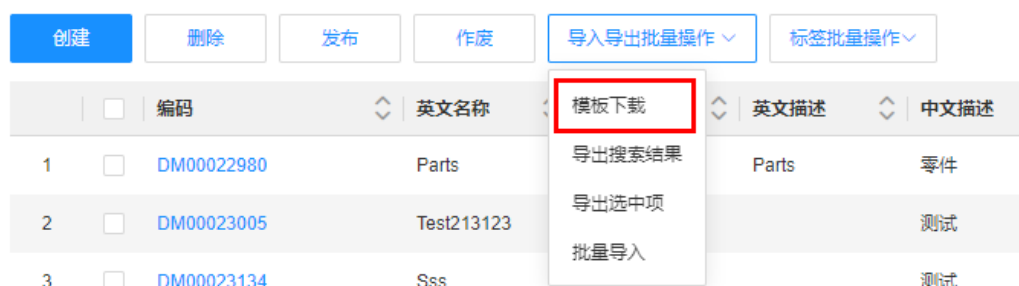 创建 删除 发布 作废 导入导出批量操作 标签批量操作
编码 英文名称 英文描述 中文描述
模板下载
1 DM00022980 Parts Parts 零件
导出搜索结果
导出选中项
2 DM00023005 Test213123 测试
批量导入
3 DM00023134 Sss 测试